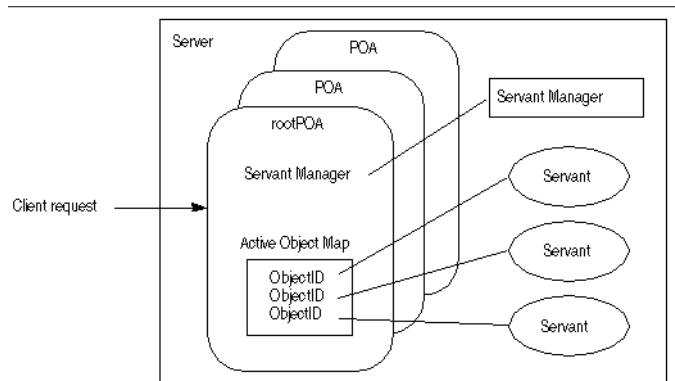 Server
POA
POA
rootPOA
Servant Manager
Servant Manager
Servant
Client request
Active Object Map
ObjectID
ObjectID
ObjectID
Servant
Servant